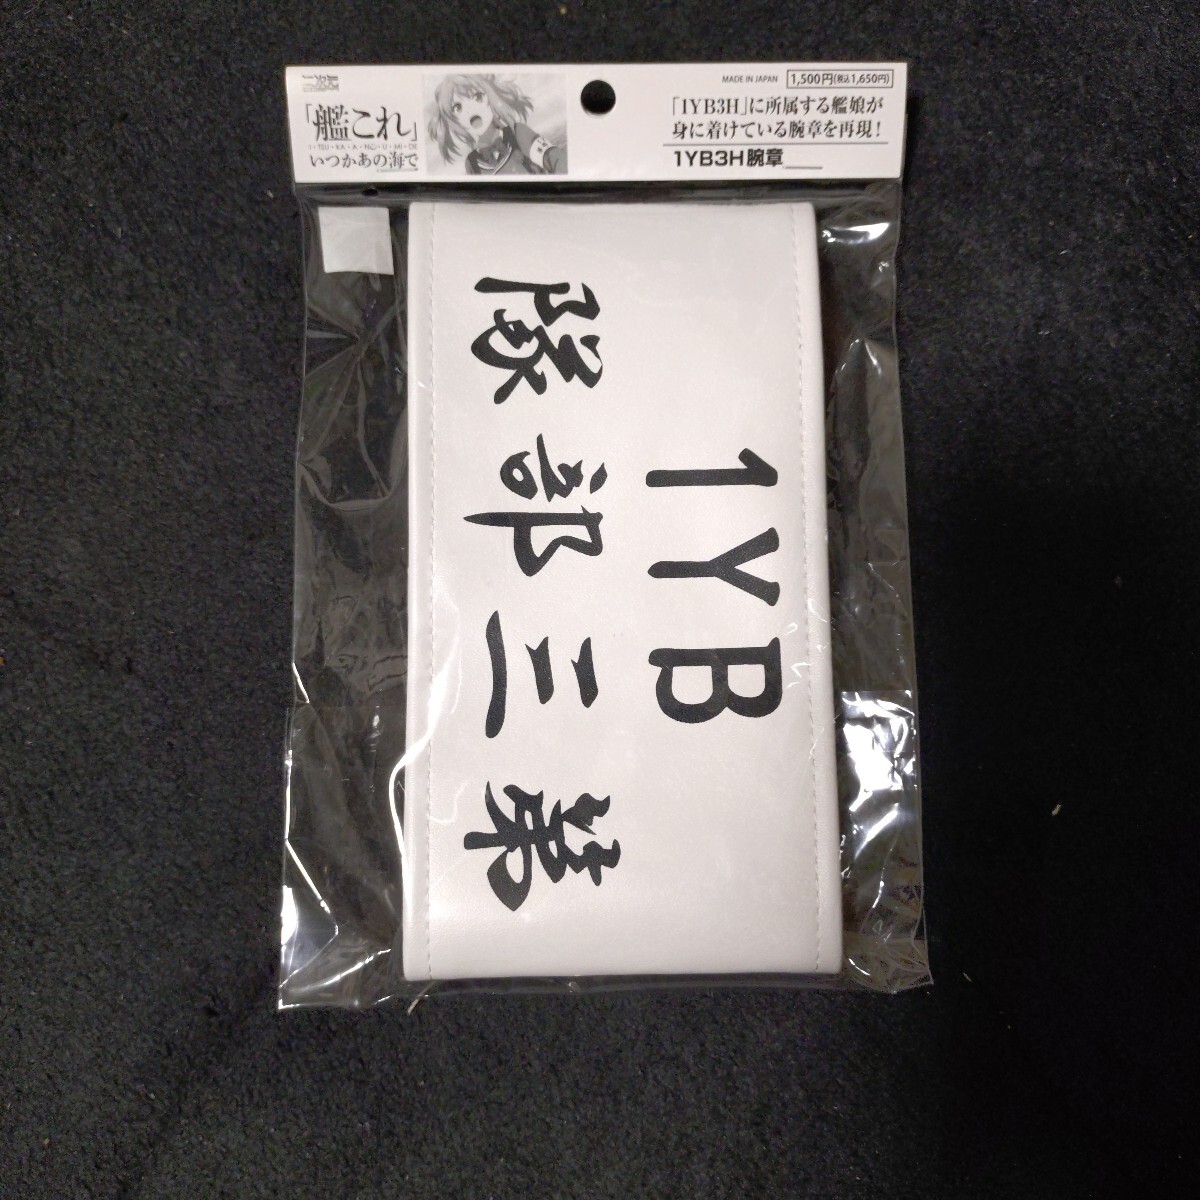 「艦これ」
I・TSU・KA・A・NO・U・MI・DE
いつかあの海で
MADE IN JAPAN
1,500円(税込1,650円)
「1YB3H」に所属する艦娘が
身に着けている腕章を再現!
1YB3H腕章
1YB
隊部三第